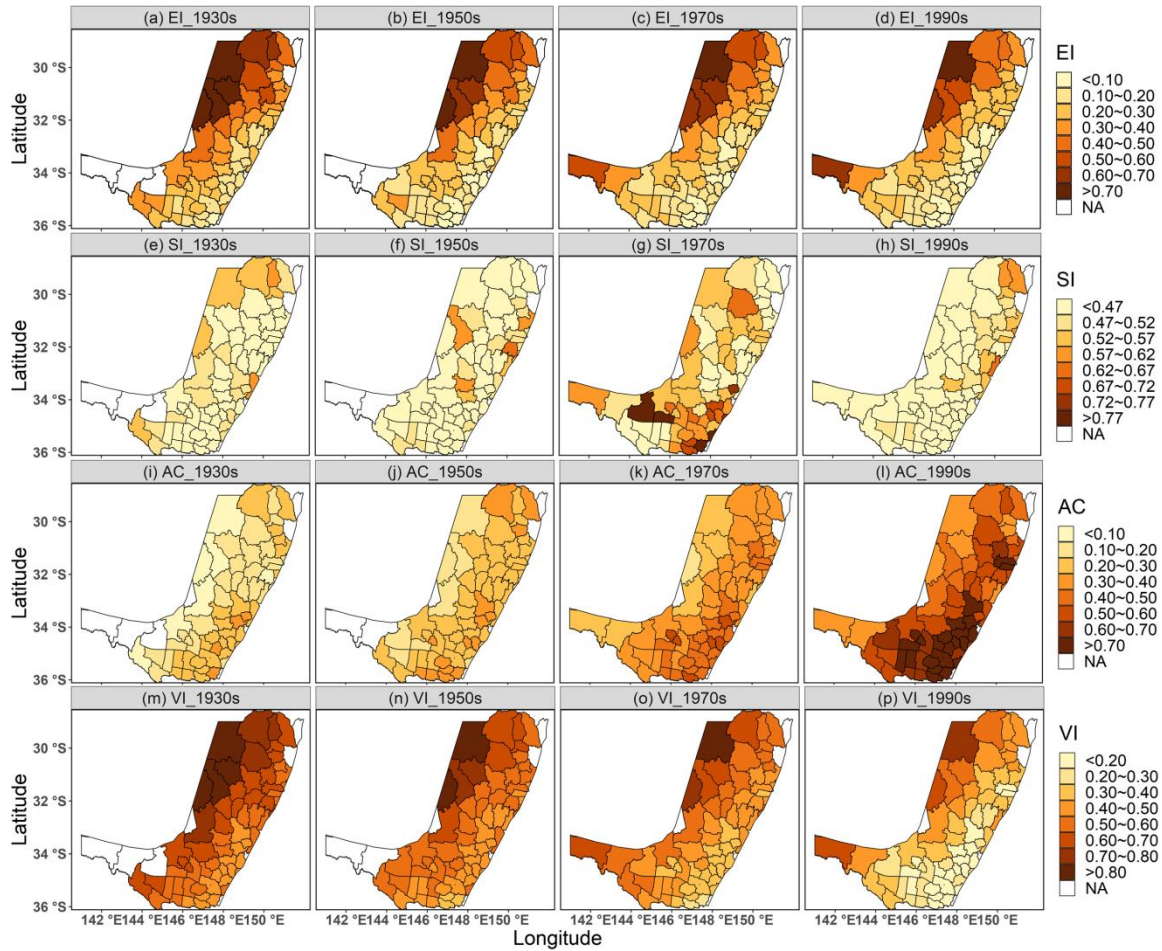 (a) EI_1930s
(b) EI_1950s
(c) EI_1970s
(d) EI_1990s
30 °S
32 °S
34 °S
36 °S
Latitude
EI
<0.10
0.10~0.20
0.20~0.30
0.30~0.40
0.40~0.50
0.50~0.60
0.60~0.70
>0.70
NA
(e) SI_1930s
(f) SI_1950s
(g) SI_1970s
(h) SI_1990s
30 °S
32 °S
34 °S
36 °S
Latitude
SI
<0.47
0.47~0.52
0.52~0.57
0.57~0.62
0.62~0.67
0.67~0.72
0.72~0.77
>0.77
NA
(i) AC_1930s
(j) AC_1950s
(k) AC_1970s
(l) AC_1990s
30 °S
32 °S
34 °S
36 °S
Latitude
AC
<0.10
0.10~0.20
0.20~0.30
0.30~0.40
0.40~0.50
0.50~0.60
0.60~0.70
>0.70
NA
(m) VI_1930s
(n) VI_1950s
(o) VI_1970s
(p) VI_1990s
30 °S
32 °S
34 °S
36 °S
Latitude
VI
<0.20
0.20~0.30
0.30~0.40
0.40~0.50
0.50~0.60
0.60~0.70
0.70~0.80
>0.80
NA
142 °E144 °E146 °E148 °E150 °E
142 °E144 °E146 °E148 °E150 °E
142 °E144 °E146 °E148 °E150 °E
142 °E144 °E146 °E148 °E150 °E
Longitude